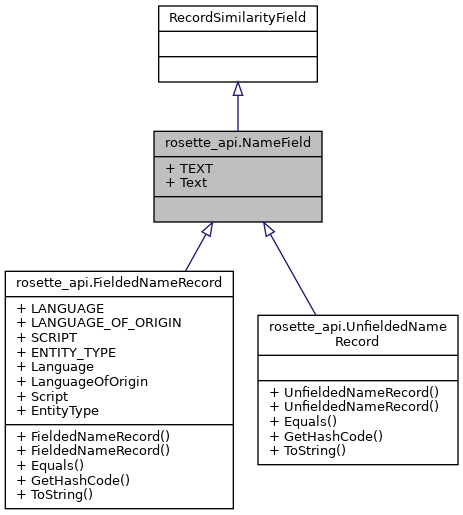 RecordSimilarityField
rosette_api.NameField
+ TEXT
+ Text
rosette_api.FieldedNameRecord
+ LANGUAGE
+ LANGUAGE_OF_ORIGIN
+ SCRIPT
+ ENTITY_TYPE
+ Language
+ LanguageOfOrigin
+ Script
+ EntityType
+ FieldedNameRecord()
+ FieldedNameRecord()
+ Equals()
+ GetHashCode()
+ ToString()
rosette_api.UnfieldedName
Record
+ UnfieldedNameRecord()
+ UnfieldedNameRecord()
+ Equals()
+ GetHashCode()
+ ToString()